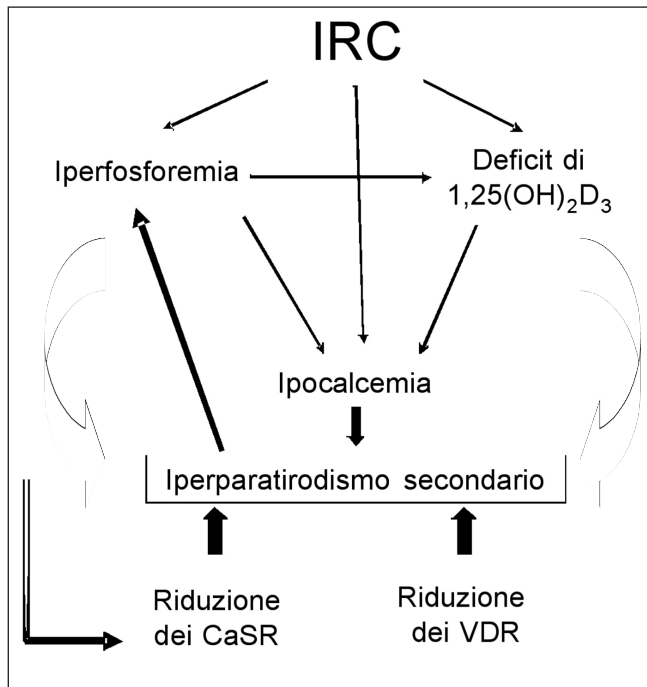 IRC
Iperfosforemia
Deficit di
1,25(OH)₂D₃
Ipocalcemia
Iperparatirodismo secondario
Riduzione
dei CaSR
Riduzione
dei VDR